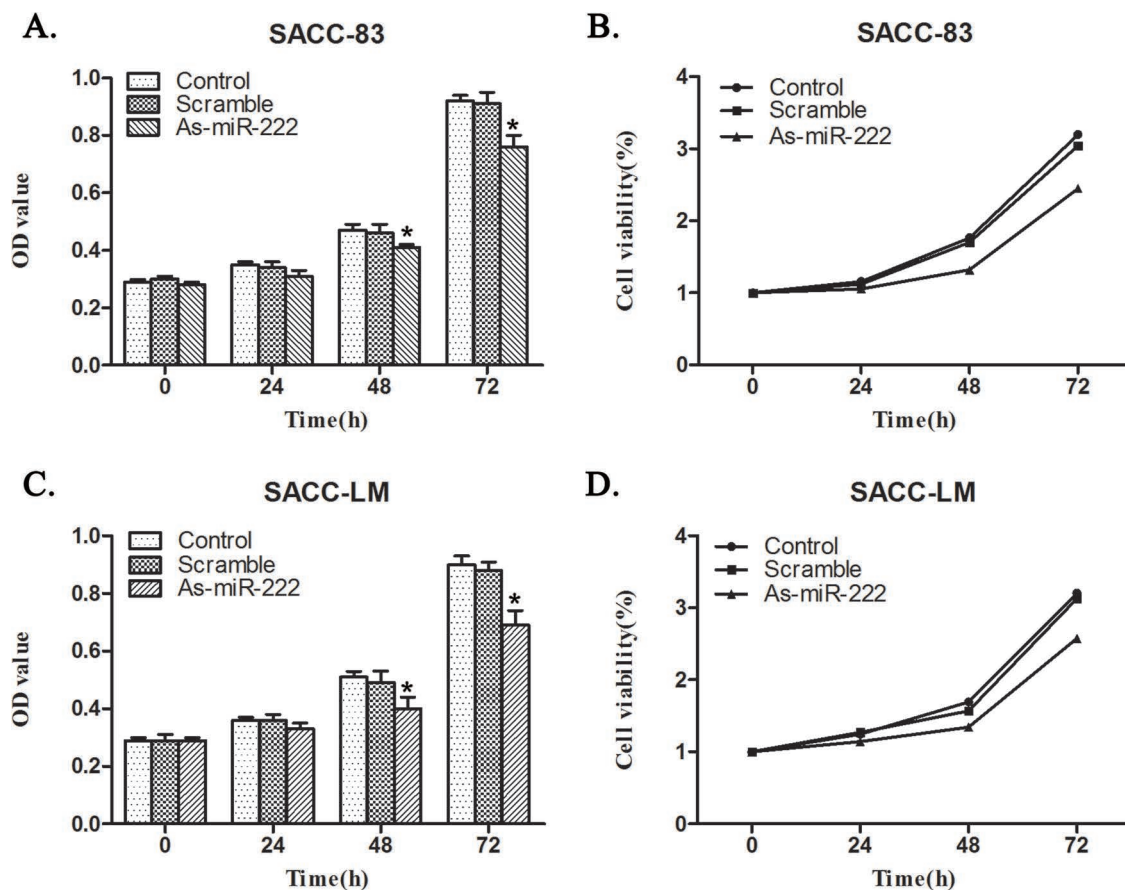 A.
SACC-83
Control
Scramble
As-miR-222
OD value
1.0
0.8
0.6
0.4
0.2
0.0
*
*
0 24 48 72
Time(h)
B.
SACC-83
Control
Scramble
As-miR-222
Cell viability(%)
4
3
2
1
0
0 24 48 72
Time(h)
C.
SACC-LM
Control
Scramble
As-miR-222
OD value
1.0
0.8
0.6
0.4
0.2
0.0
*
*
0 24 48 72
Time(h)
D.
SACC-LM
Control
Scramble
As-miR-222
Cell viability(%)
4
3
2
1
0
0 24 48 72
Time(h)